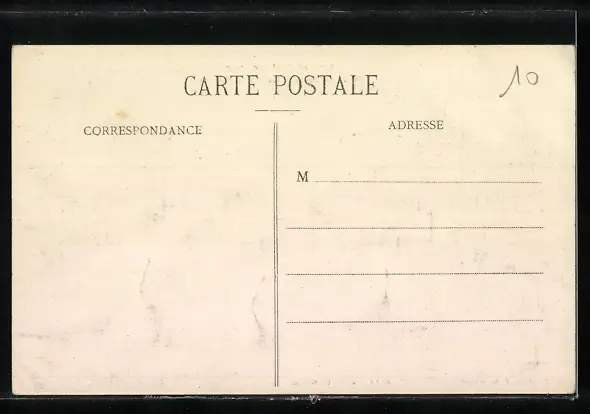 CARTE POSTALE
10
CORRESPONDANCE
ADRESSE
M